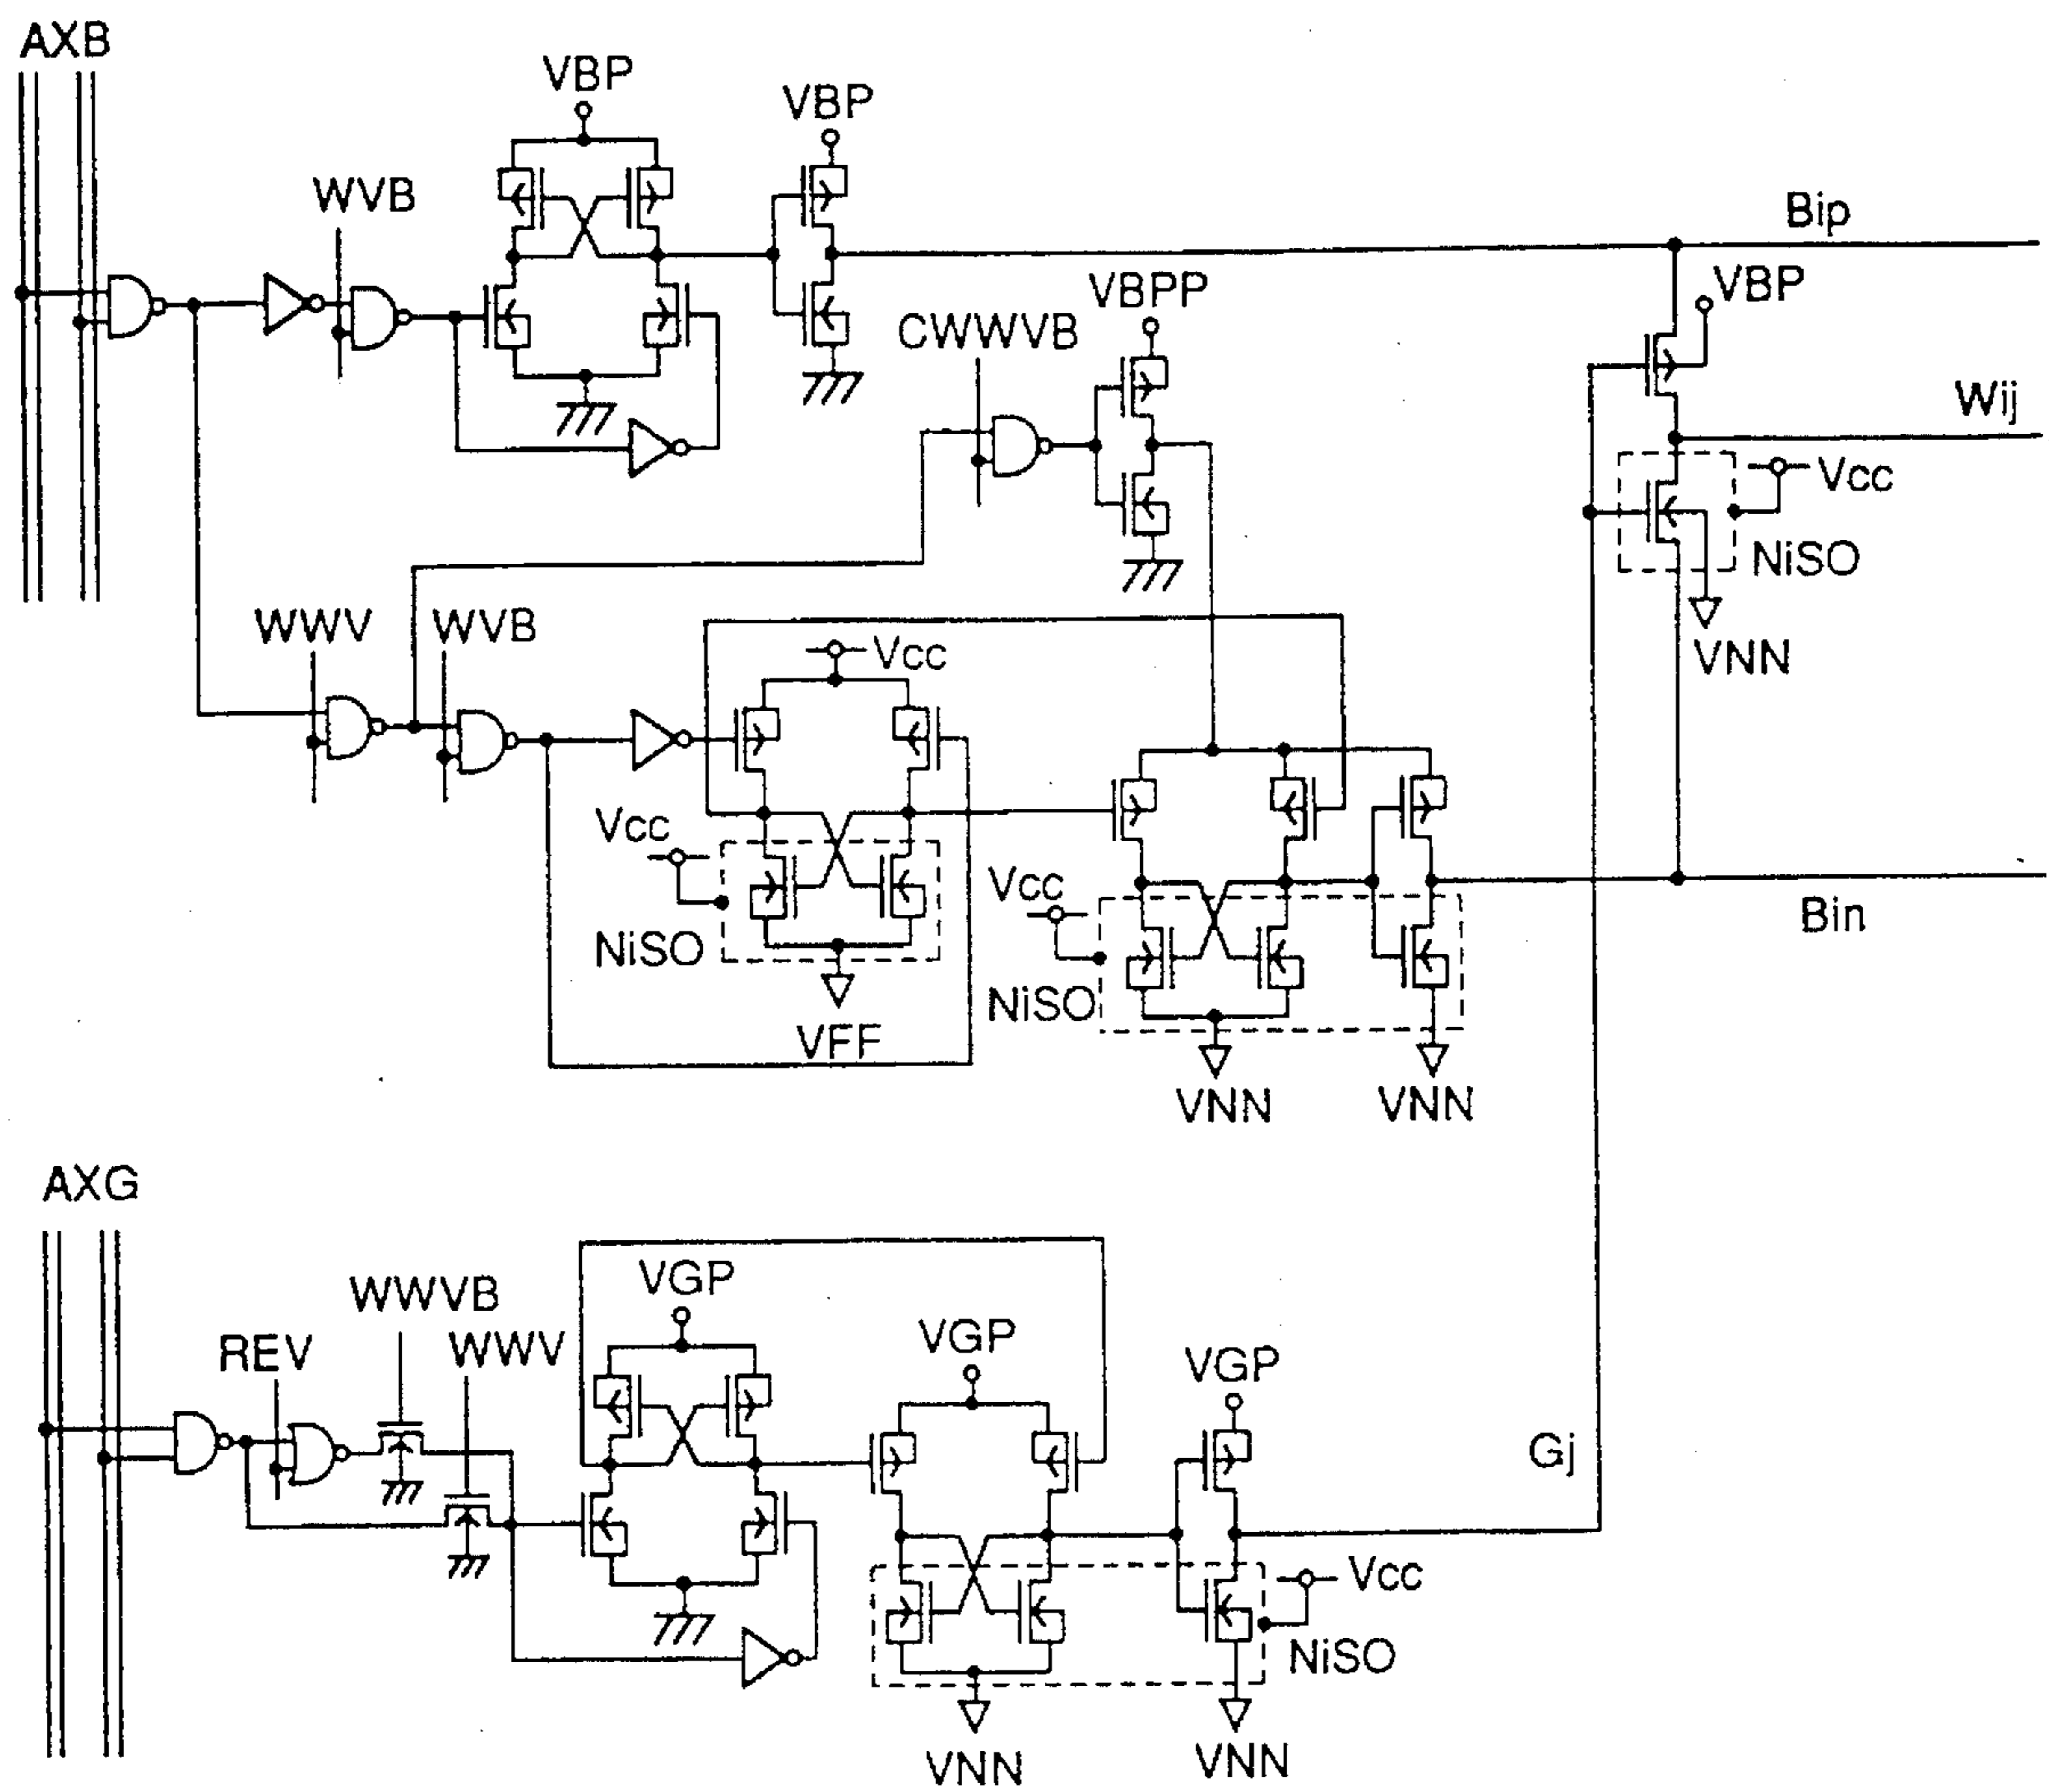 AXB
VBP
VBP
WVB
Bip
VBP
VBPP
CWWVB
Wij
Vcc
NiSO
VNN
WWV
WVB
Vcc
Vcc
NiSO
VFF
Vcc
NiSO
VNN
VNN
Bin
AXG
VGP
WWVB
WWV
REV
VGP
VGP
Gj
Vcc
NiSO
VNN
VNN